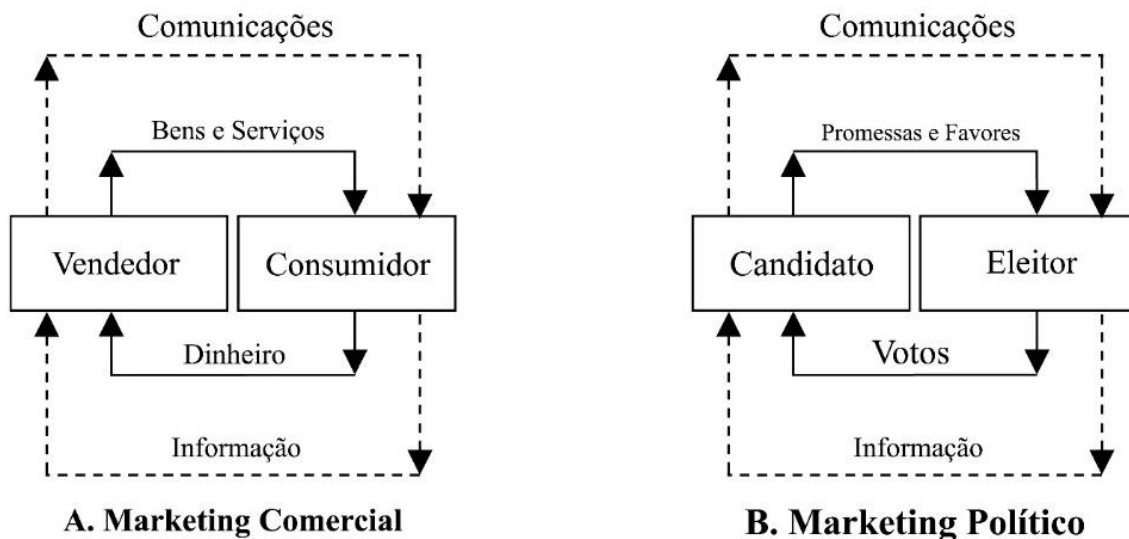 Comunicações
Bens e Serviços
Vendedor
Consumidor
Dinheiro
Informação
A. Marketing Comercial
Comunicações
Promessas e Favores
Candidato
Eleitor
Votos
Informação
B. Marketing Político